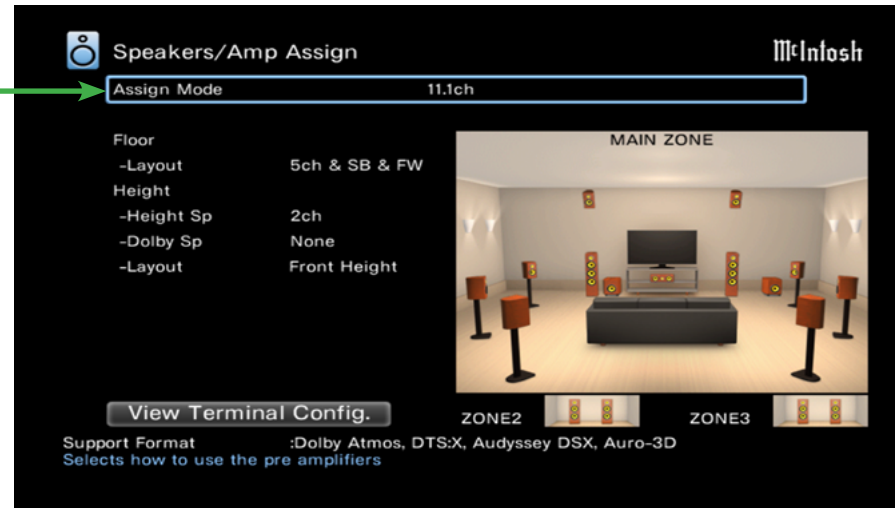 Speakers/Amp Assign
McIntosh
Assign Mode 11.1ch
Floor
-Layout 5ch & SB & FW
Height
-Height Sp 2ch
-Dolby Sp None
-Layout Front Height
MAIN ZONE
View Terminal Config.
ZONE2
ZONE3
Support Format :Dolby Atmos, DTS:X, Audyssey DSX, Auro-3D
Selects how to use the pre amplifiers